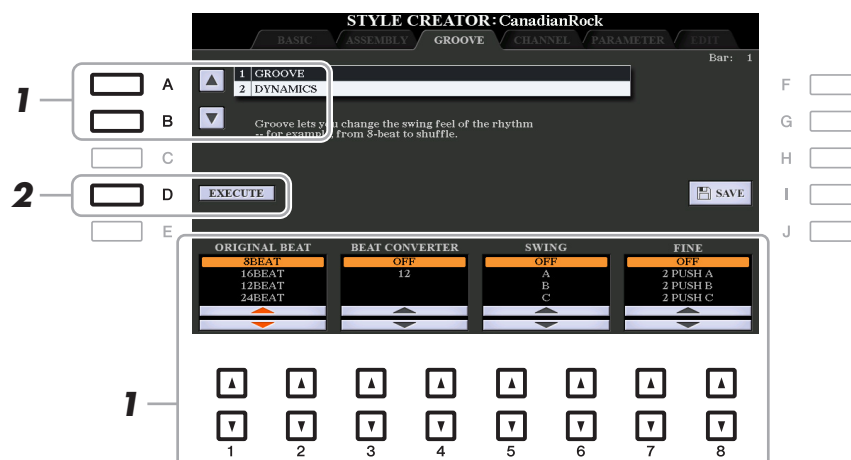 STYLE CREATOR:CanadianRock
BASIC ASSEMBLY GROOVE CHANNEL PARAMETER EDIT
Bar: 1
1 GROOVE
2 DYNAMICS
Groove lets you change the swing feel of the rhythm
-- for example, from 8-beat to shuffle.
1
A
B
C
2
D
E
EXECUTE
SAVE
F
G
H
I
J
ORIGINAL BEAT BEAT CONVERTER SWING FINE
8BEAT OFF OFF OFF
16BEAT 12 A 2 PUSH A
12BEAT B 2 PUSH B
24BEAT C 2 PUSH C
1
1 2 3 4 5 6 7 8